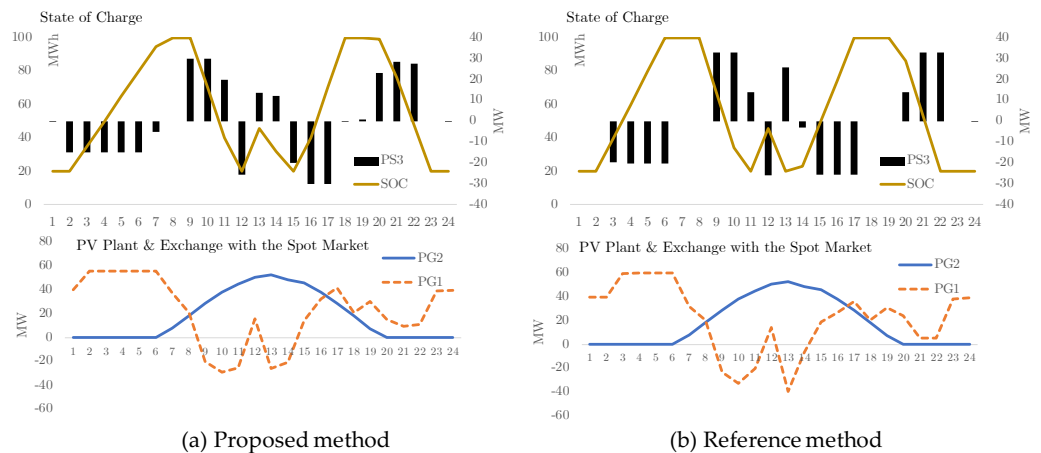 State of Charge
100
80
60
40
20
0
MWh
40
30
20
10
0
-10
-20
-30
-40
MW
PS3
SOC
1 2 3 4 5 6 7 8 9 10 11 12 13 14 15 16 17 18 19 20 21 22 23 24
PV Plant & Exchange with the Spot Market
80
60
40
20
0
-20
-40
-60
MW
PG2
PG1
1 2 3 4 5 6 7 8 9 10 11 12 13 14 15 16 17 18 19 20 21 22 23 24
(a) Proposed method
State of Charge
100
80
60
40
20
0
MWh
40
30
20
10
0
-10
-20
-30
-40
MW
PS3
SOC
1 2 3 4 5 6 7 8 9 10 11 12 13 14 15 16 17 18 19 20 21 22 23 24
PV Plant & Exchange with the Spot Market
80
60
40
20
0
-20
-40
-60
MW
PG2
PG1
1 2 3 4 5 6 7 8 9 10 11 12 13 14 15 16 17 18 19 20 21 22 23 24
(b) Reference method